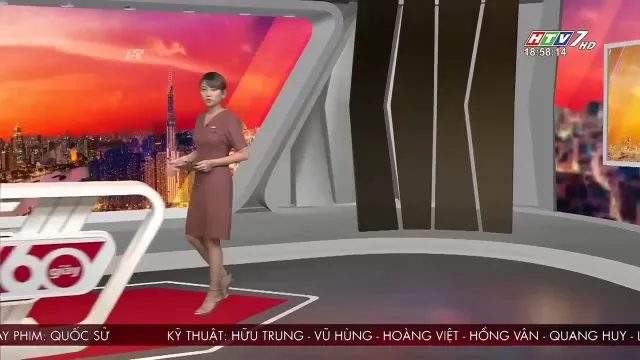 HTV7 HD
18:58:14
60
giây
AY PHIM: QUỐC SỬ KỸ THUẬT: HỮU TRUNG - VŨ HÙNG - HOÀNG VIỆT - HỒNG VÂN - QUANG HUY - L